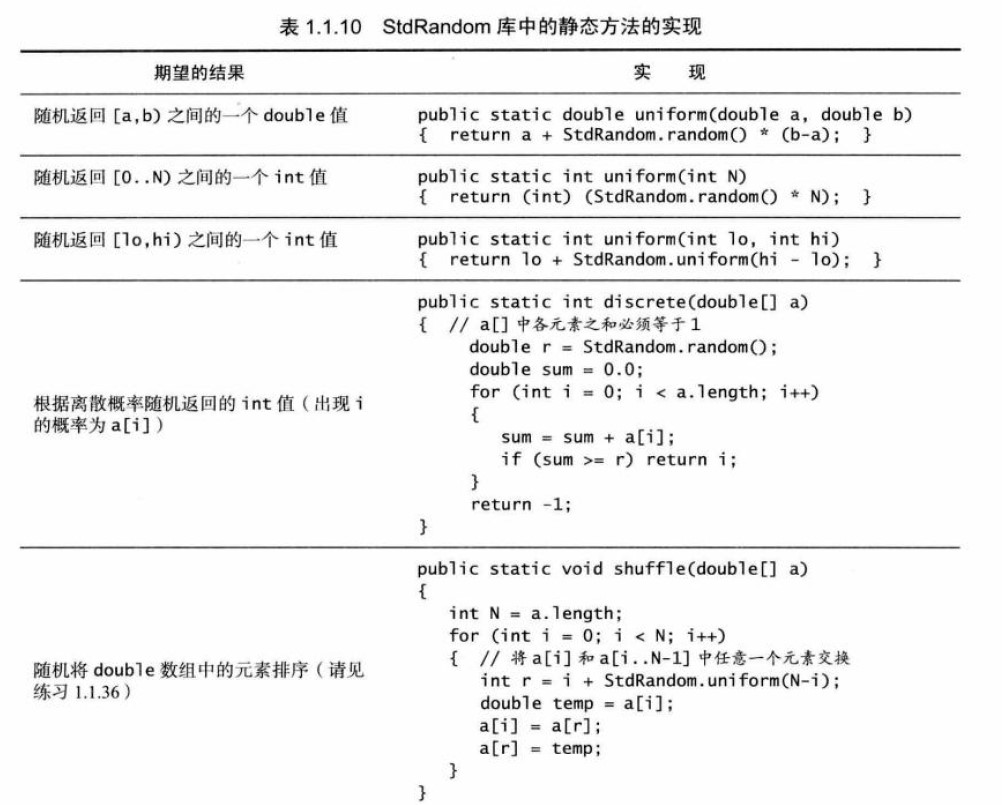 表 1.1.10 StdRandom 库中的静态方法的实现
期望的结果 实 现
随机返回 [a,b) 之间的一个 double 值
public static double uniform(double a, double b)
{ return a + StdRandom.random() * (b-a); }
随机返回 [0..N) 之间的一个 int 值
public static int uniform(int N)
{ return (int) (StdRandom.random() * N); }
随机返回 [lo,hi) 之间的一个 int 值
public static int uniform(int lo, int hi)
{ return lo + StdRandom.uniform(hi - lo); }
根据离散概率随机返回的 int 值（出现 i
的概率为 a[i]）
public static int discrete(double[] a)
{ // a[] 中各元素之和必须等于 1
double r = StdRandom.random();
double sum = 0.0;
for (int i = 0; i < a.length; i++)
{
sum = sum + a[i];
if (sum >= r) return i;
}
return -1;
}
随机将 double 数组中的元素排序（请见
练习 1.1.36）
public static void shuffle(double[] a)
{
int N = a.length;
for (int i = 0; i < N; i++)
{ // 将 a[i] 和 a[i..N-1] 中任意一个元素交换
int r = i + StdRandom.uniform(N-i);
double temp = a[i];
a[i] = a[r];
a[r] = temp;
}
}